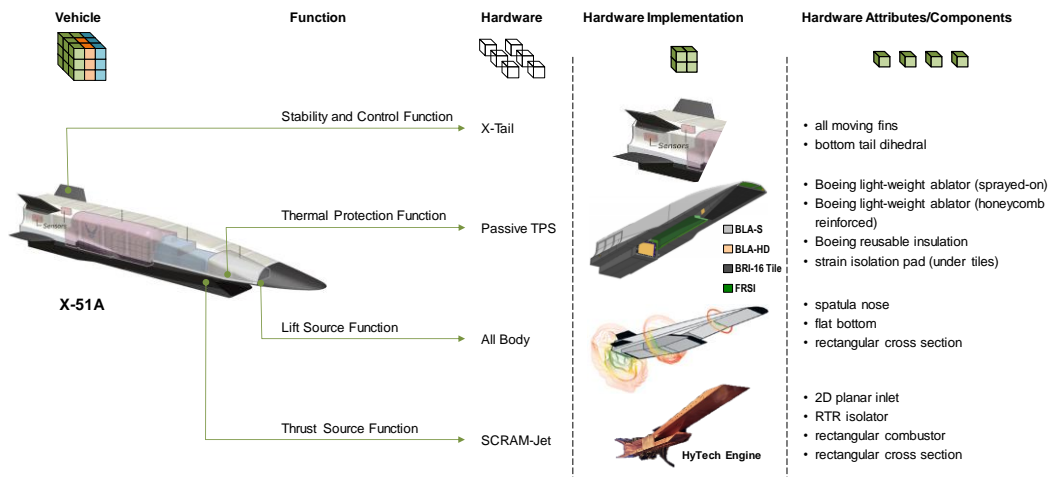 Vehicle
Function
Hardware
Hardware Implementation
Hardware Attributes/Components
Stability and Control Function
X-Tail
Sensors
• all moving fins
• bottom tail dihedral
Sensors
X-51A
Thermal Protection Function
Passive TPS
BLA-S
BLA-HD
BRI-16 Tile
FRSI
• Boeing light-weight ablator (sprayed-on)
• Boeing light-weight ablator (honeycomb
reinforced)
• Boeing reusable insulation
• strain isolation pad (under tiles)
Lift Source Function
All Body
• spatula nose
• flat bottom
• rectangular cross section
Thrust Source Function
SCRAM-Jet
HyTech Engine
• 2D planar inlet
• RTR isolator
• rectangular combustor
• rectangular cross section